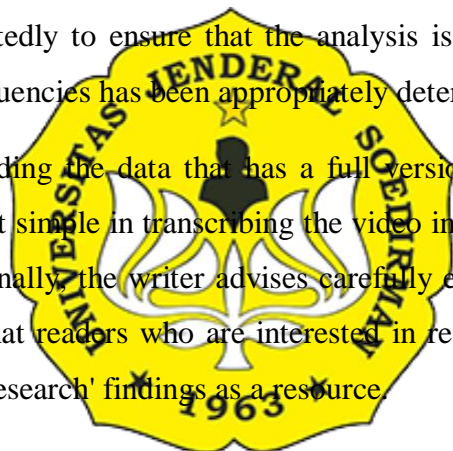 tedly to ensure that the analysis is
uencies has been appropriately deter
ding the data that has a full versio
t simple in transcribing the video in
nally, the writer advises carefully e
hat readers who are interested in re
esearch' findings as a resource.
UNIVERSITAS JENDERAL SOEDIRMAN
★ 1963 ★